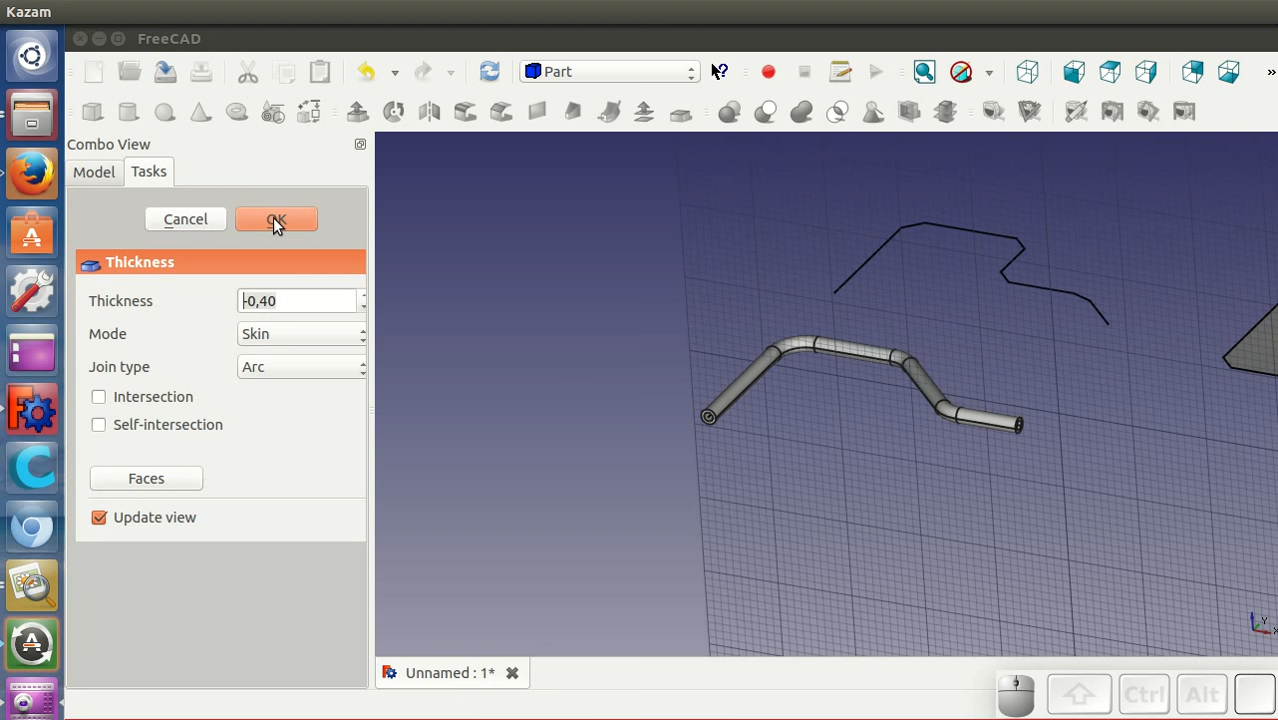 Kazam
FreeCAD
Part
Combo View
Model
Tasks
Cancel
OK
Thickness
Thickness
-0,40
Mode
Skin
Join type
Arc
Intersection
Self-intersection
Faces
Update view
Y
X
Unnamed : 1*
Ctrl
Alt